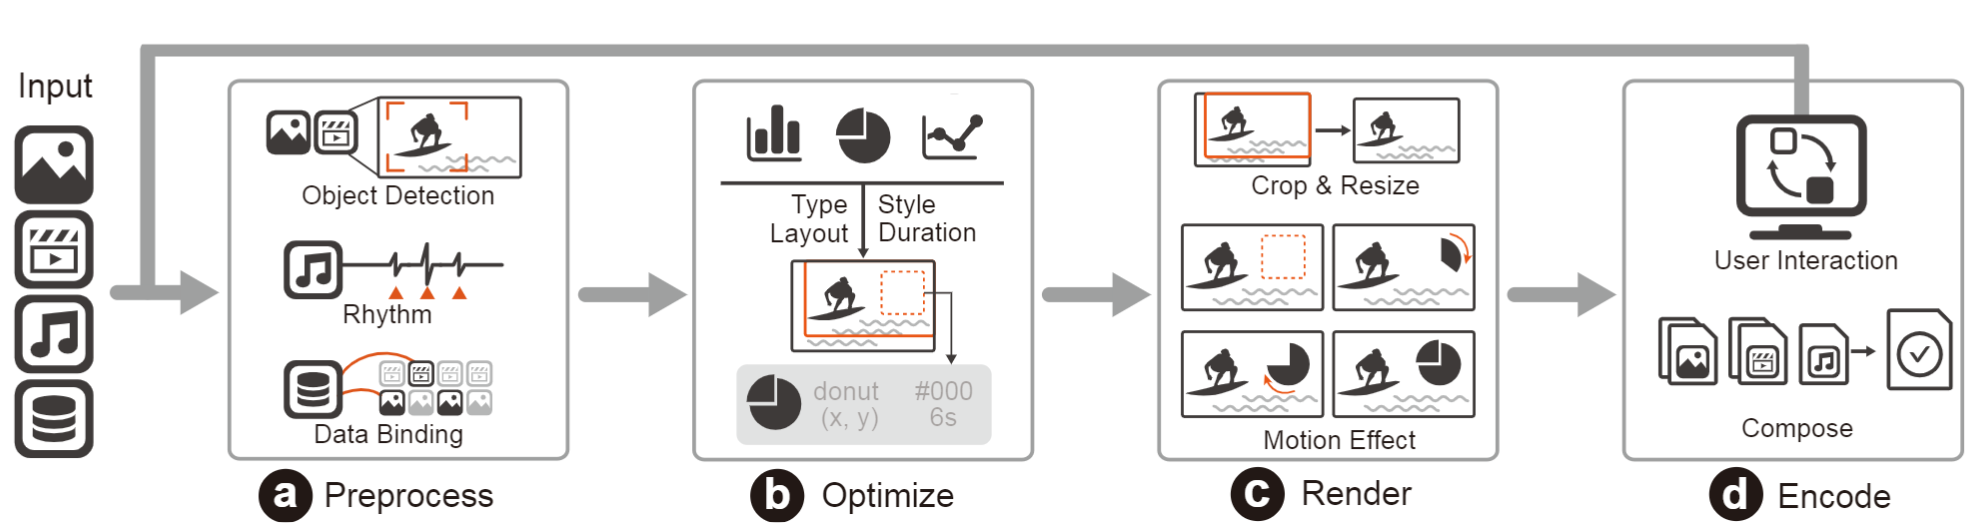 Input
Object Detection
Rhythm
Data Binding
a Preprocess
Type Style
Layout Duration
donut #000
(x, y) 6s
b Optimize
Crop & Resize
Motion Effect
c Render
User Interaction
Compose
d Encode